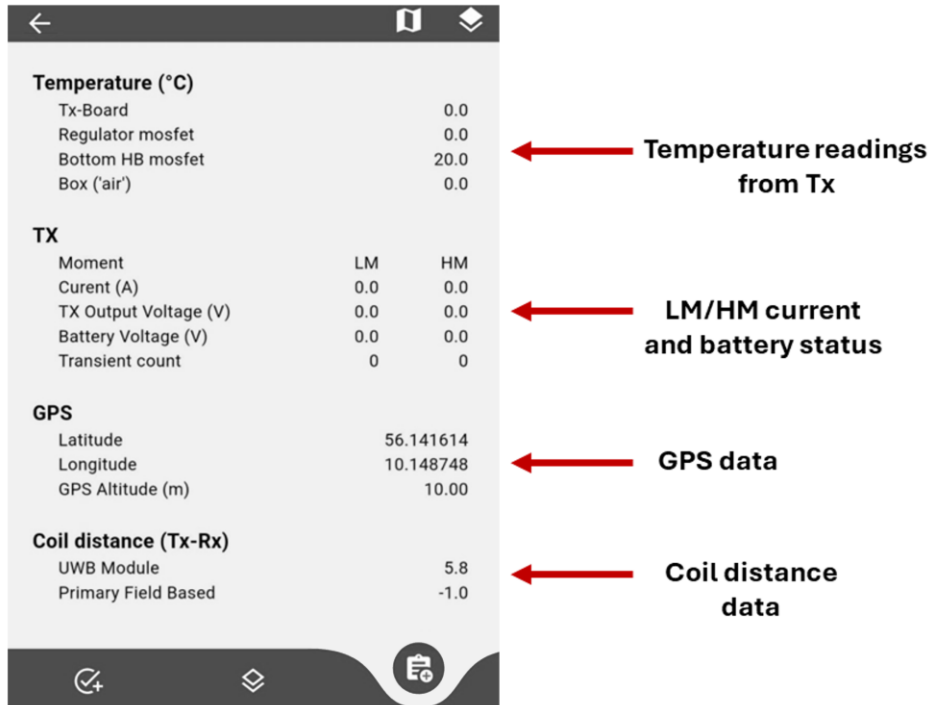 Temperature (°C)
Tx-Board 0.0
Regulator mosfet 0.0
Bottom HB mosfet 20.0
Box ('air') 0.0
TX
Moment LM HM
Curent (A) 0.0 0.0
TX Output Voltage (V) 0.0 0.0
Battery Voltage (V) 0.0 0.0
Transient count 0 0
GPS
Latitude 56.141614
Longitude 10.148748
GPS Altitude (m) 10.00
Coil distance (Tx-Rx)
UWB Module 5.8
Primary Field Based -1.0
Temperature readings
from Tx
LM/HM current
and battery status
GPS data
Coil distance
data